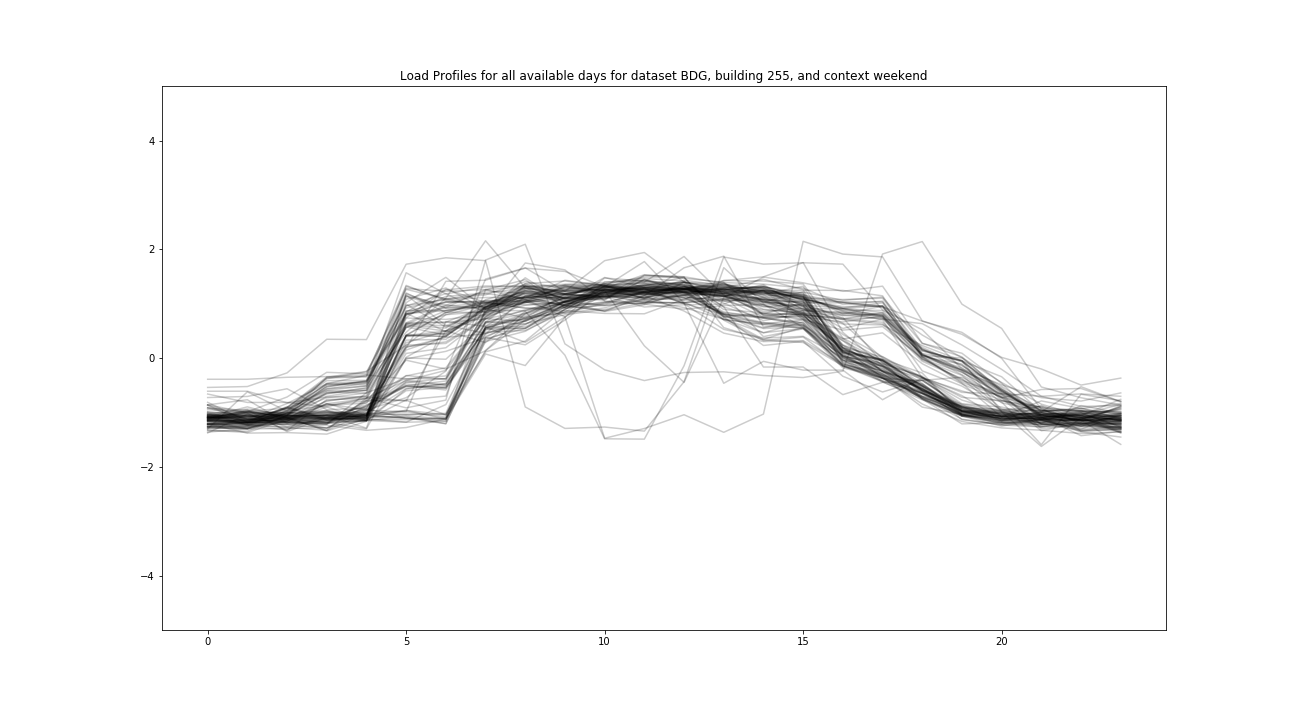 Load Profiles for all available days for dataset BDG, building 255, and context weekend
4
2
0
−2
−4
0 5 10 15 20